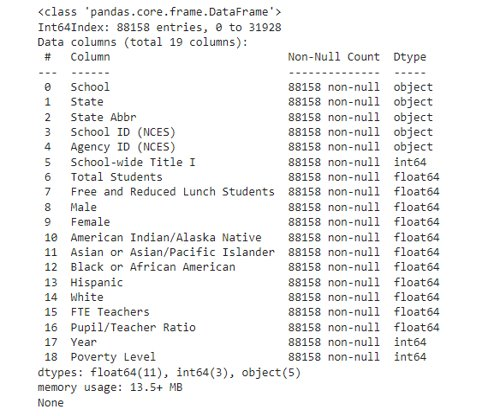 <class 'pandas.core.frame.DataFrame'>
Int64Index: 88158 entries, 0 to 31928
Data columns (total 19 columns):
 #   Column                            Non-Null Count  Dtype
---  ------                            --------------  -----
 0   School                            88158 non-null  object
 1   State                             88158 non-null  object
 2   State Abbr                        88158 non-null  object
 3   School ID (NCES)                  88158 non-null  object
 4   Agency ID (NCES)                  88158 non-null  object
 5   School-wide Title I               88158 non-null  int64
 6   Total Students                    88158 non-null  float64
 7   Free and Reduced Lunch Students   88158 non-null  float64
 8   Male                              88158 non-null  float64
 9   Female                            88158 non-null  float64
 10  American Indian/Alaska Native     88158 non-null  float64
 11  Asian or Asian/Pacific Islander   88158 non-null  float64
 12  Black or African American         88158 non-null  float64
 13  Hispanic                          88158 non-null  float64
 14  White                             88158 non-null  float64
 15  FTE Teachers                      88158 non-null  float64
 16  Pupil/Teacher Ratio               88158 non-null  float64
 17  Year                              88158 non-null  int64
 18  Poverty Level                     88158 non-null  int64
dtypes: float64(11), int64(3), object(5)
memory usage: 13.5+ MB
None